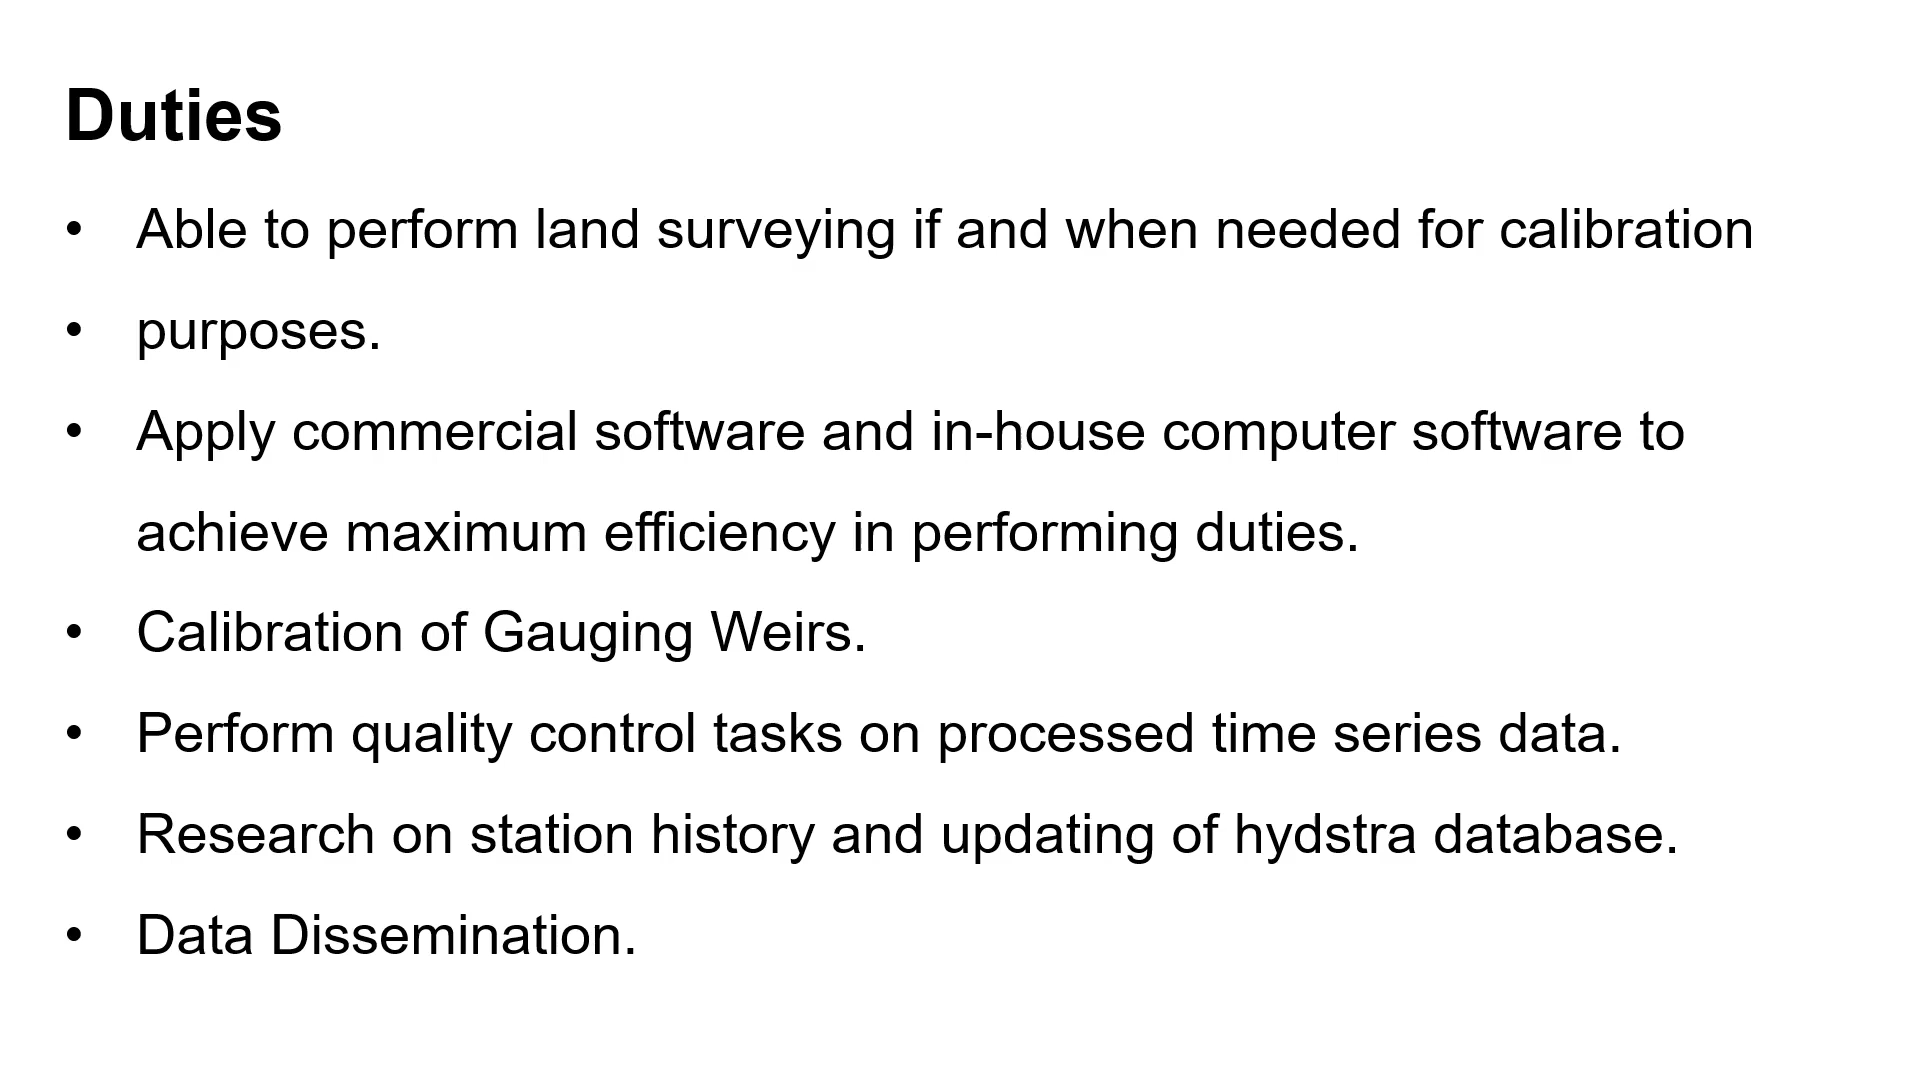 Duties
• Able to perform land surveying if and when needed for calibration
• purposes.
• Apply commercial software and in-house computer software to
achieve maximum efficiency in performing duties.
• Calibration of Gauging Weirs.
• Perform quality control tasks on processed time series data.
• Research on station history and updating of hydstra database.
• Data Dissemination.